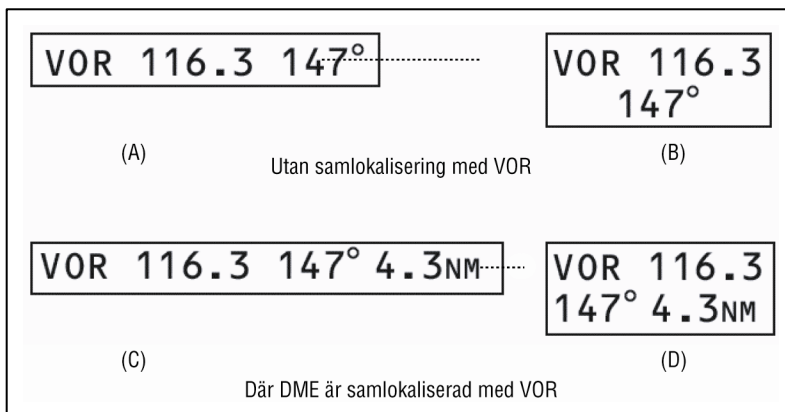 VOR 116.3 147°
VOR 116.3
147°
(A)
(B)
Utan samlokalisering med VOR
VOR 116.3 147° 4.3NM
VOR 116.3
147° 4.3NM
(C)
(D)
Där DME är samlokaliserad med VOR